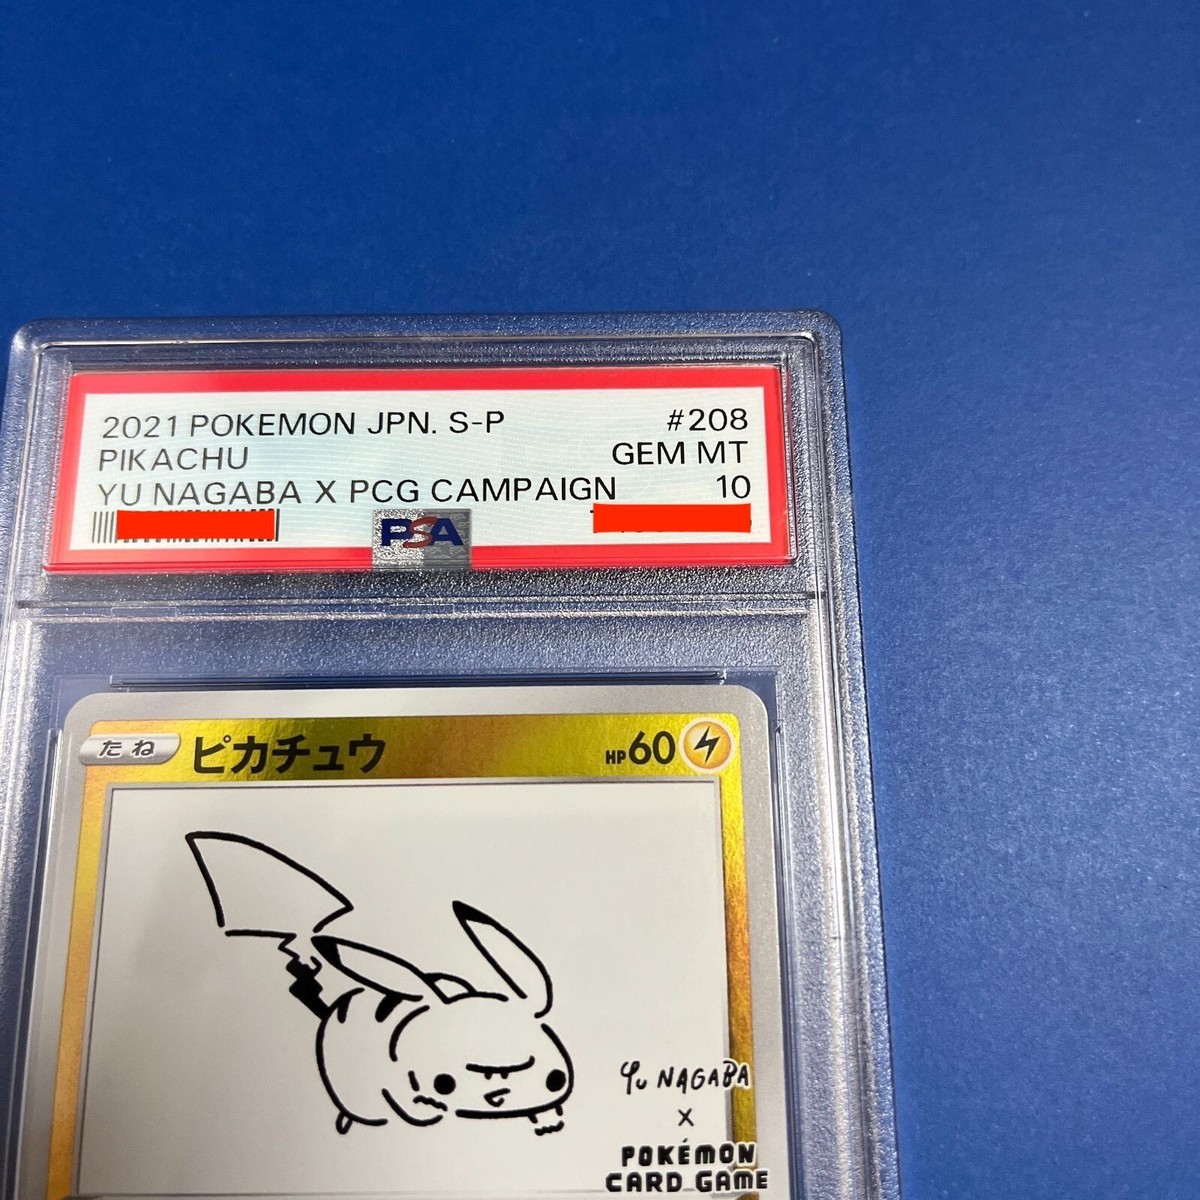 2021 POKEMON JPN. S-P #208
PIKACHU GEM MT
YU NAGABA X PCG CAMPAIGN 10
PSA
たね ピカチュウ HP60
Yu NAGABA
X
POKÉMON
CARD GAME